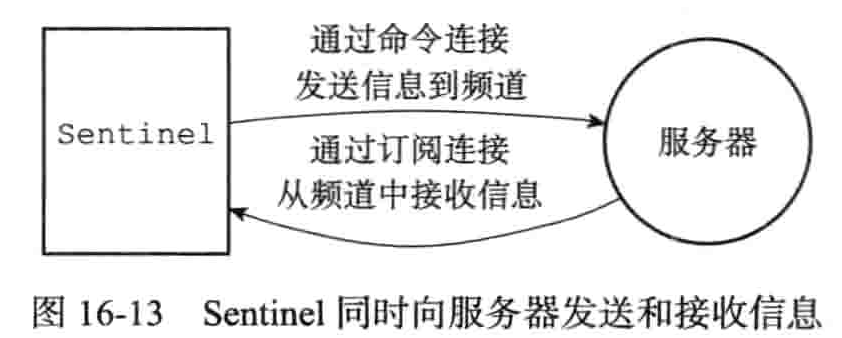 通过命令连接
发送信息到频道
Sentinel
服务器
通过订阅连接
从频道中接收信息
图 16-13 Sentinel 同时向服务器发送和接收信息